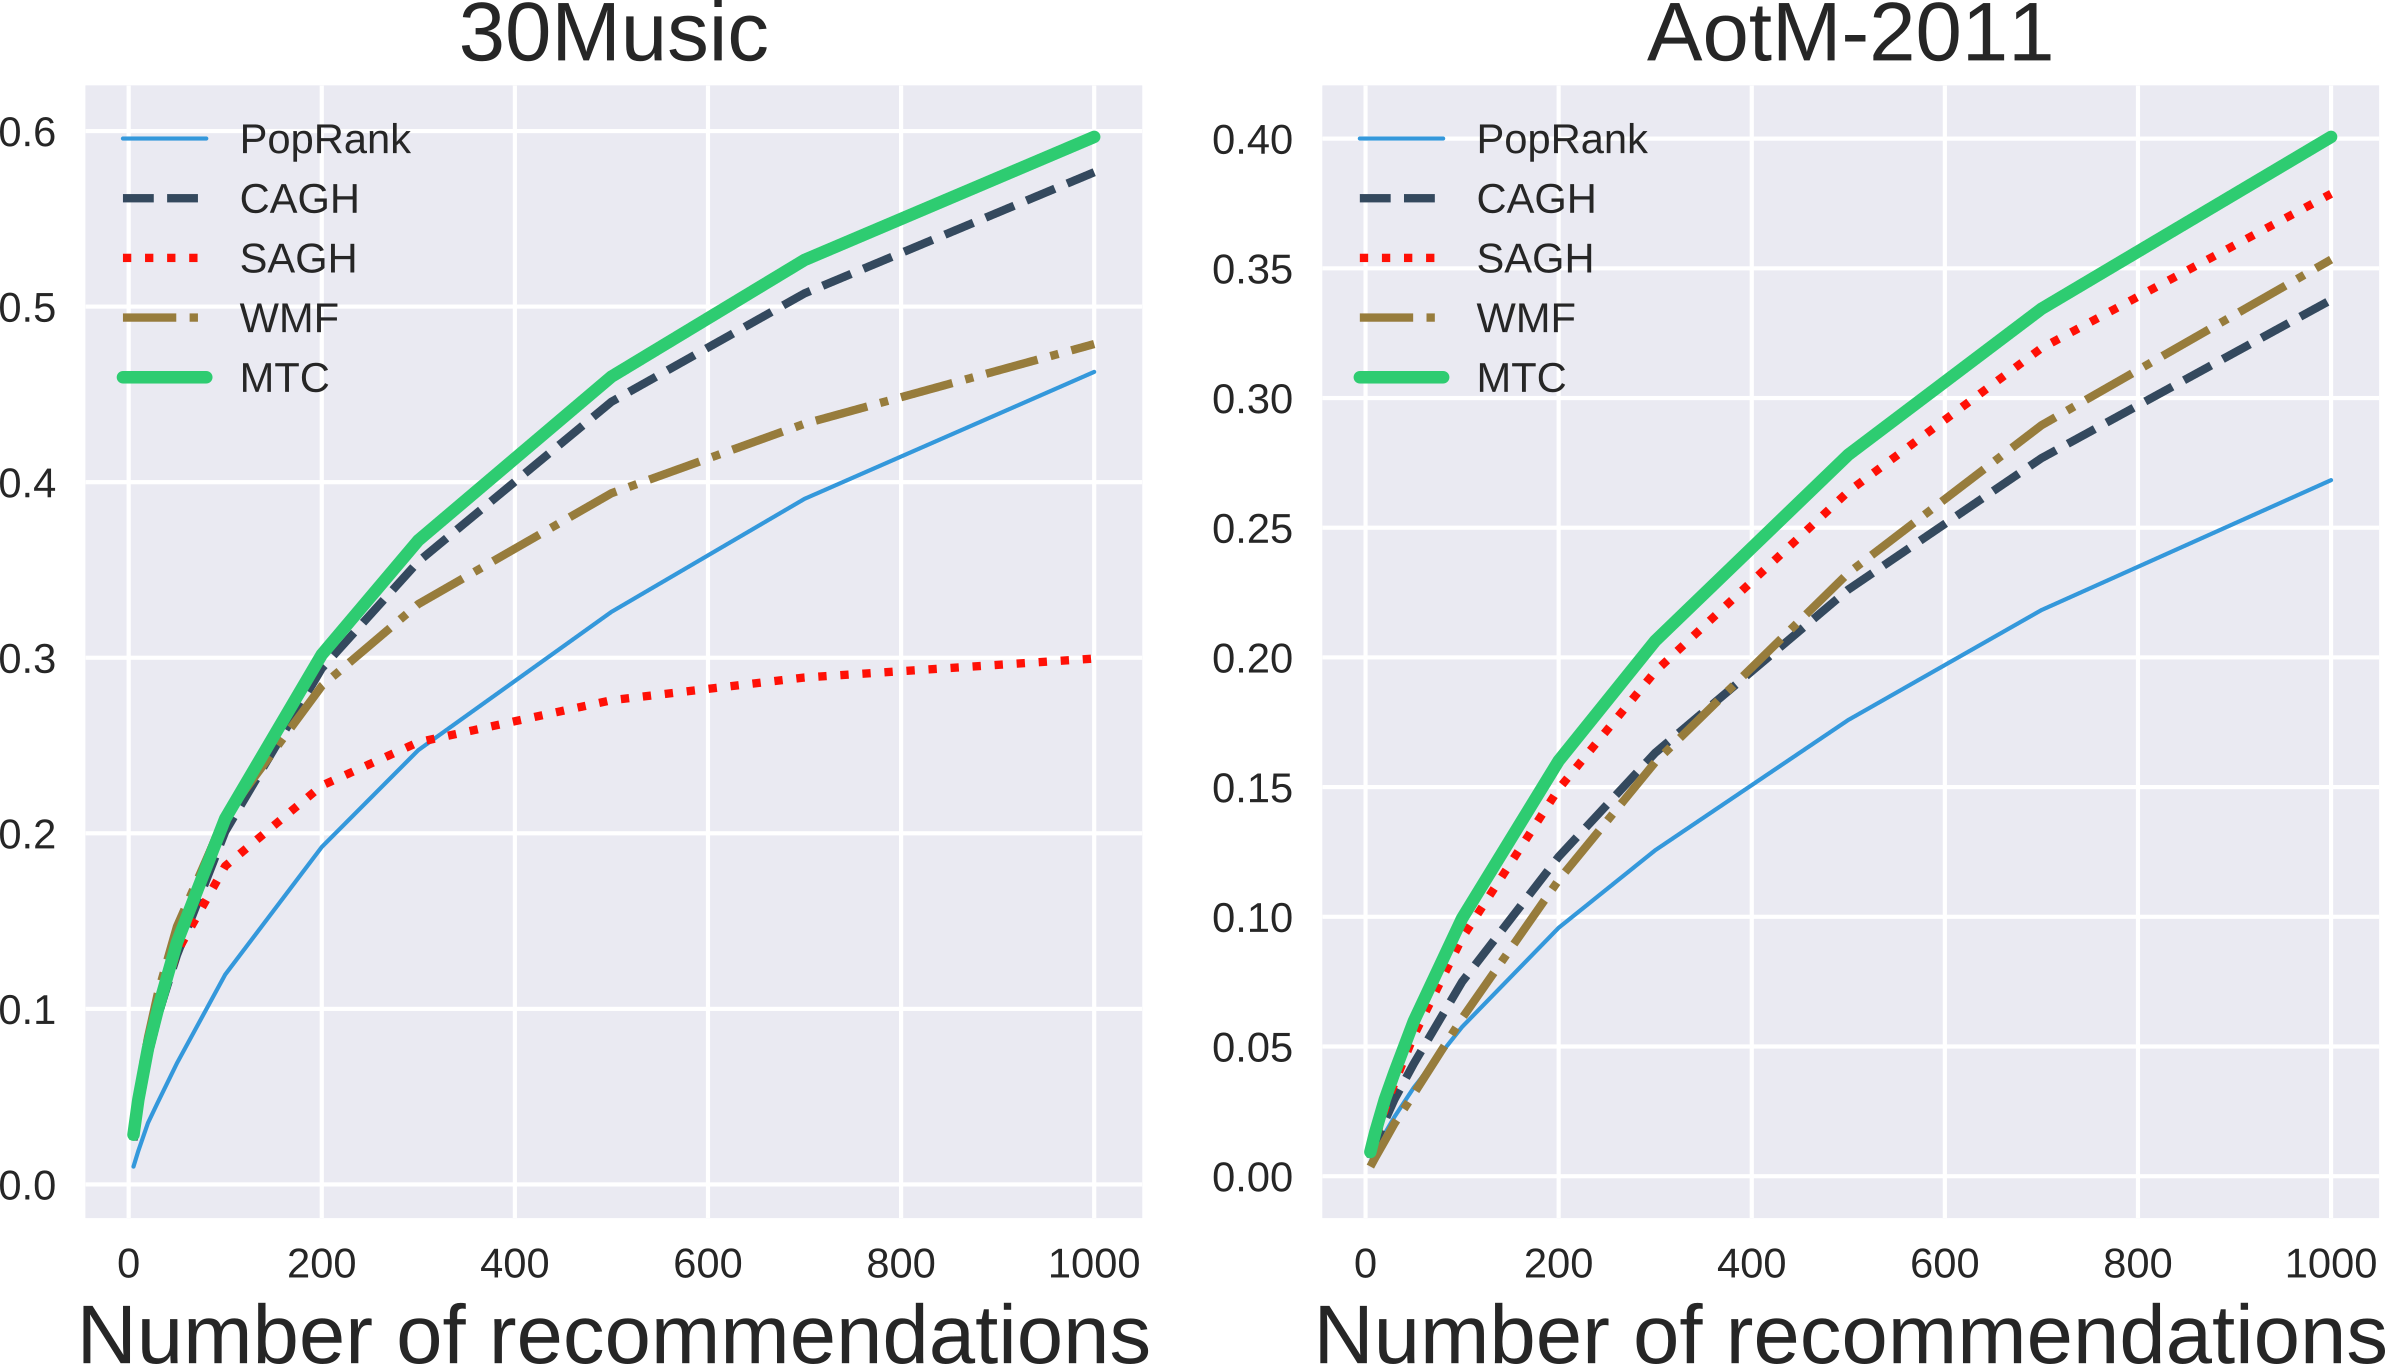 30Music
0.6
0.5
0.4
0.3
0.2
0.1
0.0
PopRank
CAGH
SAGH
WMF
MTC
0 200 400 600 800 1000
Number of recommendations
AotM-2011
0.40
0.35
0.30
0.25
0.20
0.15
0.10
0.05
0.00
PopRank
CAGH
SAGH
WMF
MTC
0 200 400 600 800 1000
Number of recommendations